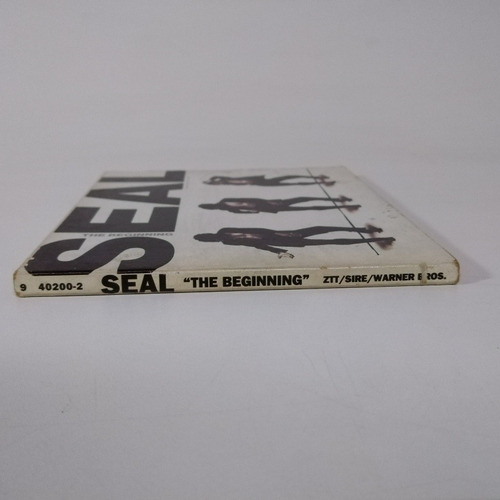 SEAL
THE BEGINNING
9 40200-2 SEAL "THE BEGINNING" ZTT/SIRE/WARNER BROS.